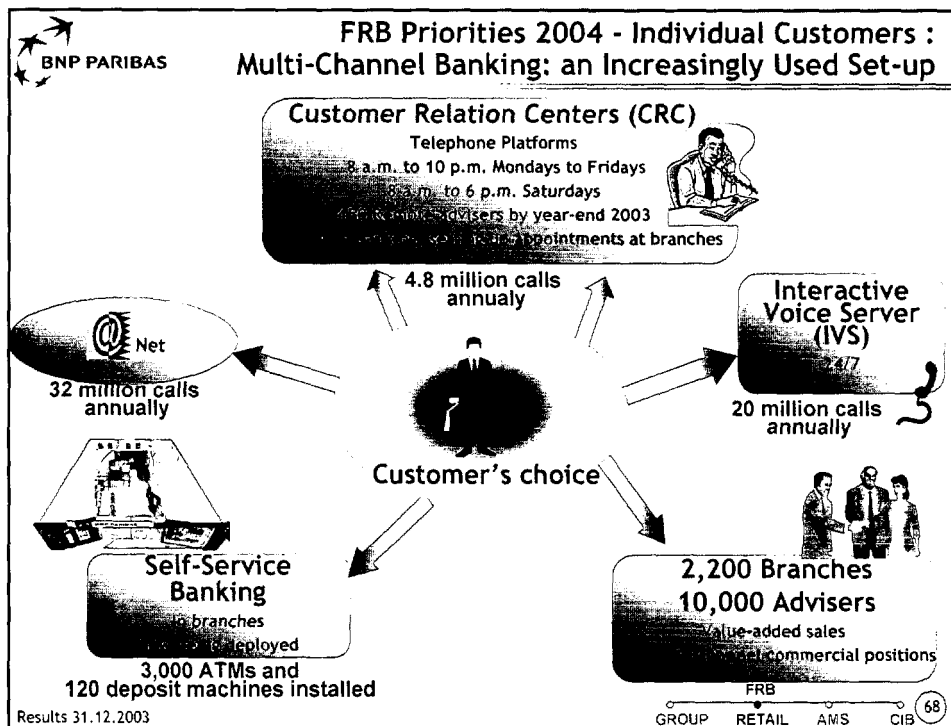 BNP PARIBAS
FRB Priorities 2004 - Individual Customers :
Multi-Channel Banking: an Increasingly Used Set-up
Customer Relation Centers (CRC)
Telephone Platforms
8 a.m. to 10 p.m. Mondays to Fridays
8 a.m. to 6 p.m. Saturdays
advisers by year-end 2003
Appointments at branches
4.8 million calls
annualy
@ Net
32 million calls
annually
Interactive
Voice Server
(IVS)
24/7
20 million calls
annually
Customer's choice
Self-Service
Banking
branches
deployed
3,000 ATMs and
120 deposit machines installed
2,200 Branches
10,000 Advisers
Value-added sales
commercial positions
Results 31.12.2003
FRB
GROUP RETAIL AMS CIB
68